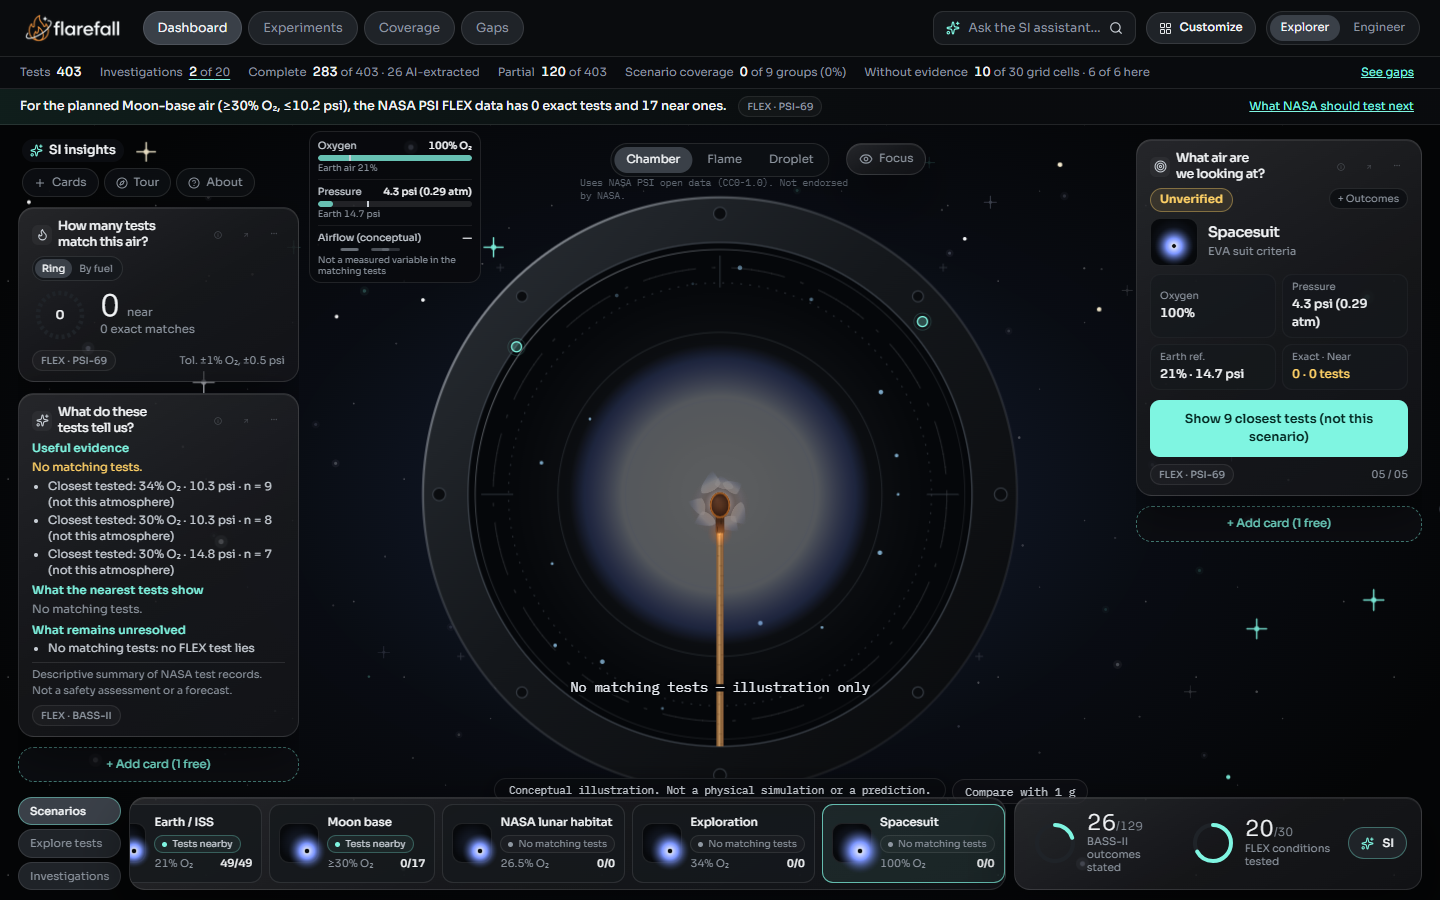 flarefall
Dashboard
Experiments
Coverage
Gaps
Ask the SI assistant...
Customize
Explorer
Engineer
Tests 403
Investigations 2 of 20
Complete 283 of 403 · 26 AI-extracted
Partial 120 of 403
Scenario coverage 0 of 9 groups (0%)
Without evidence 10 of 30 grid cells · 6 of 6 here
See gaps
For the planned Moon-base air (≥30% O₂, ≤10.2 psi), the NASA PSI FLEX data has 0 exact tests and 17 near ones.
FLEX · PSI-69
What NASA should test next
SI insights
+ Cards
Tour
About
How many tests
match this air?
Ring
By fuel
0
0 near
0 exact matches
FLEX · PSI-69
Tol. ±1% O₂, ±0.5 psi
What do these
tests tell us?
Useful evidence
No matching tests.
• Closest tested: 34% O₂ · 10.3 psi · n = 9
(not this atmosphere)
• Closest tested: 30% O₂ · 10.3 psi · n = 8
(not this atmosphere)
• Closest tested: 30% O₂ · 14.8 psi · n = 7
(not this atmosphere)
What the nearest tests show
No matching tests.
What remains unresolved
• No matching tests: no FLEX test lies
Descriptive summary of NASA test records.
Not a safety assessment or a forecast.
FLEX · BASS-II
+ Add card (1 free)
Oxygen
100% O₂
Earth air 21%
Pressure
4.3 psi (0.29 atm)
Earth 14.7 psi
Airflow (conceptual)
—
Not a measured variable in the
matching tests
Chamber
Flame
Droplet
Focus
Uses NASA PSI open data (CC0-1.0). Not endorsed
by NASA.
No matching tests — illustration only
Conceptual illustration. Not a physical simulation or a prediction.
Compare with 1 g
What air are
we looking at?
Unverified
+ Outcomes
Spacesuit
EVA suit criteria
Oxygen
100%
Pressure
4.3 psi (0.29
atm)
Earth ref.
21% · 14.7 psi
Exact · Near
0 · 0 tests
Show 9 closest tests (not this
scenario)
FLEX · PSI-69
05 / 05
+ Add card (1 free)
Scenarios
Explore tests
Investigations
Earth / ISS
Tests nearby
21% O₂
49/49
Moon base
Tests nearby
≥30% O₂
0/17
NASA lunar habitat
No matching tests
26.5% O₂
0/0
Exploration
No matching tests
34% O₂
0/0
Spacesuit
No matching tests
100% O₂
0/0
26/129
BASS-II
outcomes
stated
20/30
FLEX conditions
tested
SI